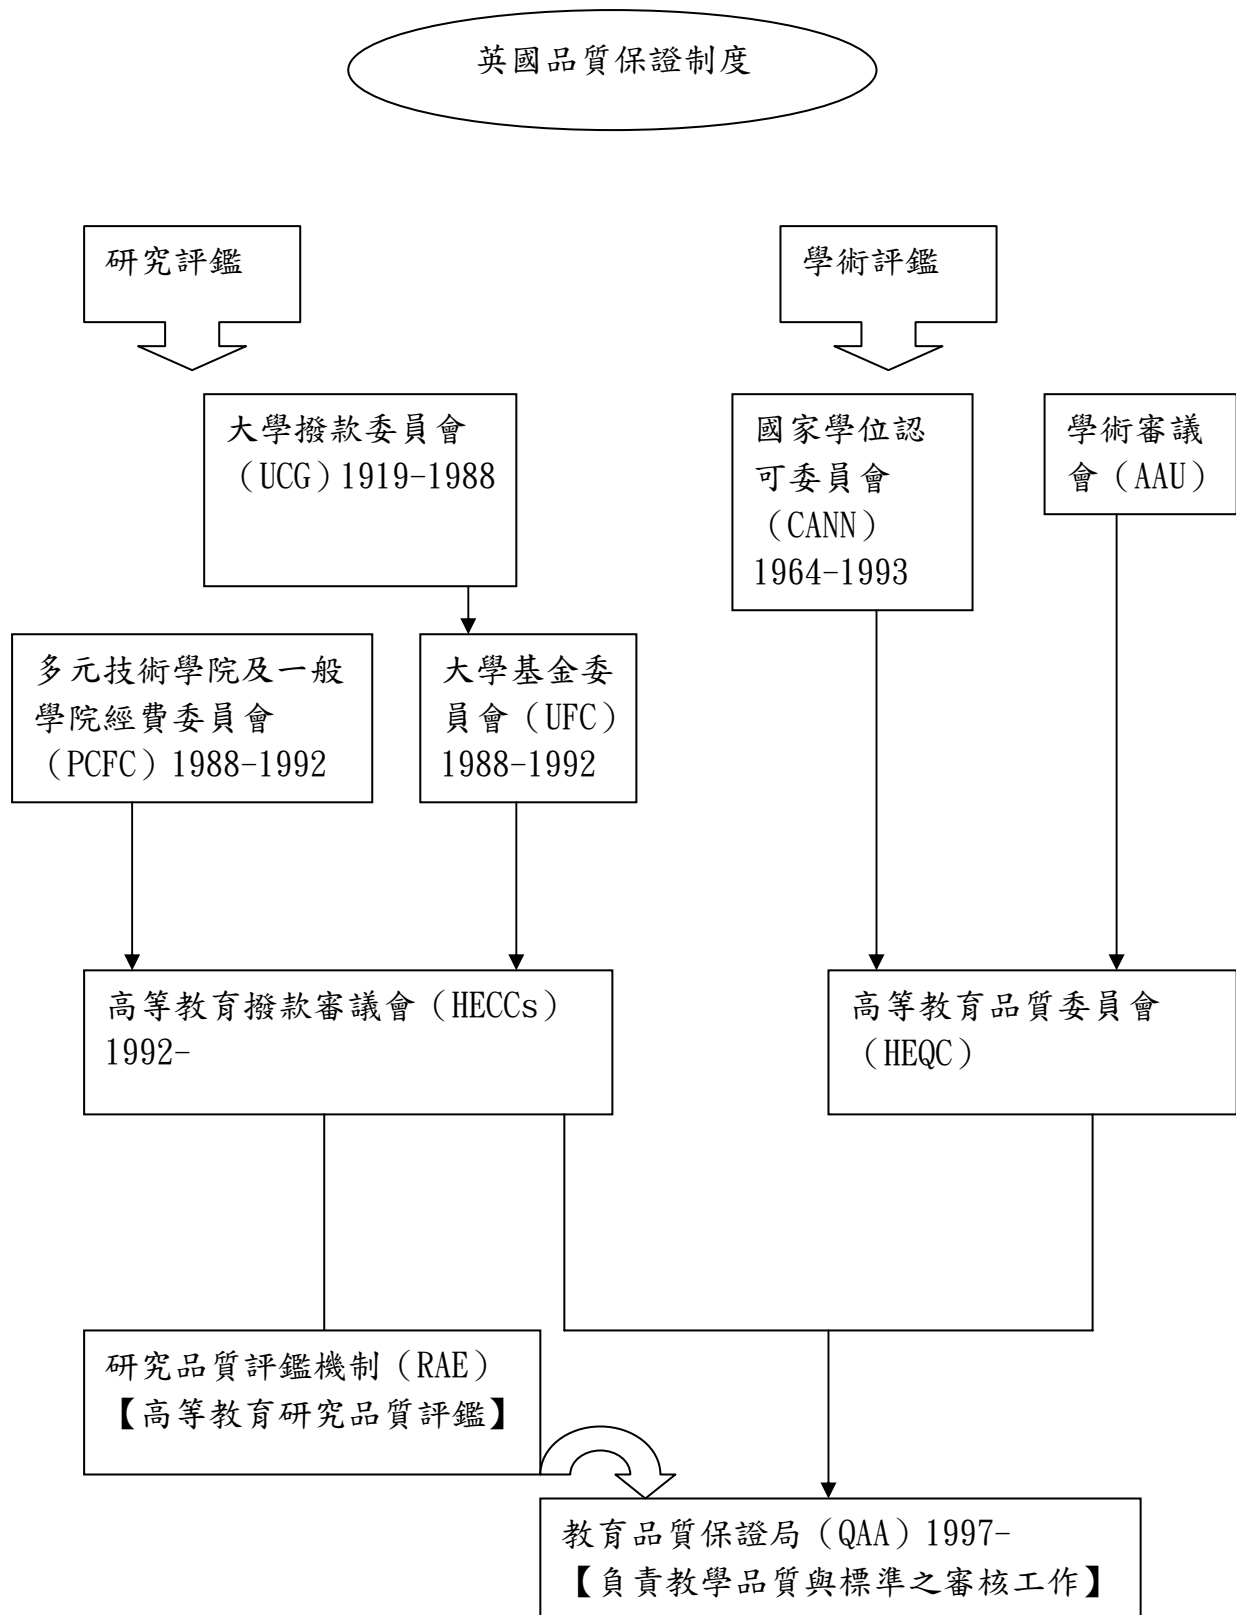 英國品質保證制度
研究評鑑
學術評鑑
大學撥款委員會
（UCG）1919-1988
國家學位認
可委員會
（CANN）
1964-1993
學術審議
會（AAU）
多元技術學院及一般
學院經費委員會
（PCFC）1988-1992
大學基金委
員會（UFC）
1988-1992
高等教育撥款審議會（HECCs）
1992-
高等教育品質委員會
（HEQC）
研究品質評鑑機制（RAE）
【高等教育研究品質評鑑】
教育品質保證局（QAA）1997-
【負責教學品質與標準之審核工作】